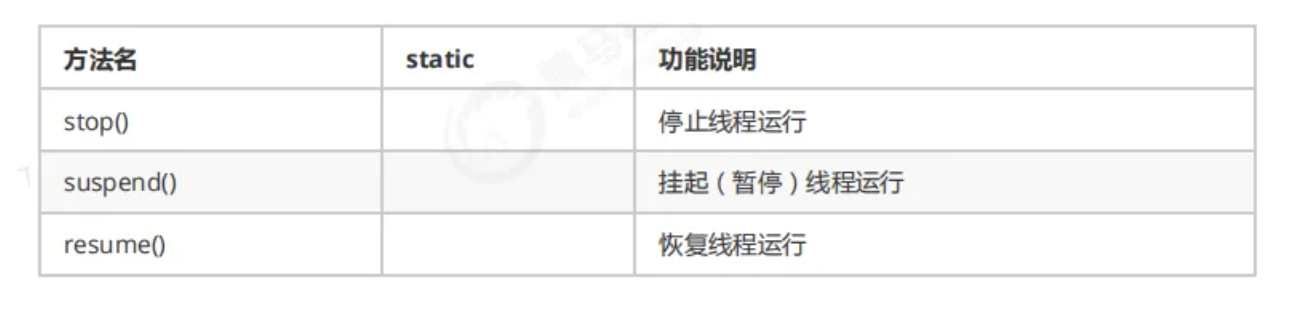 方法名 static 功能说明
stop() 停止线程运行
suspend() 挂起（暂停）线程运行
resume() 恢复线程运行